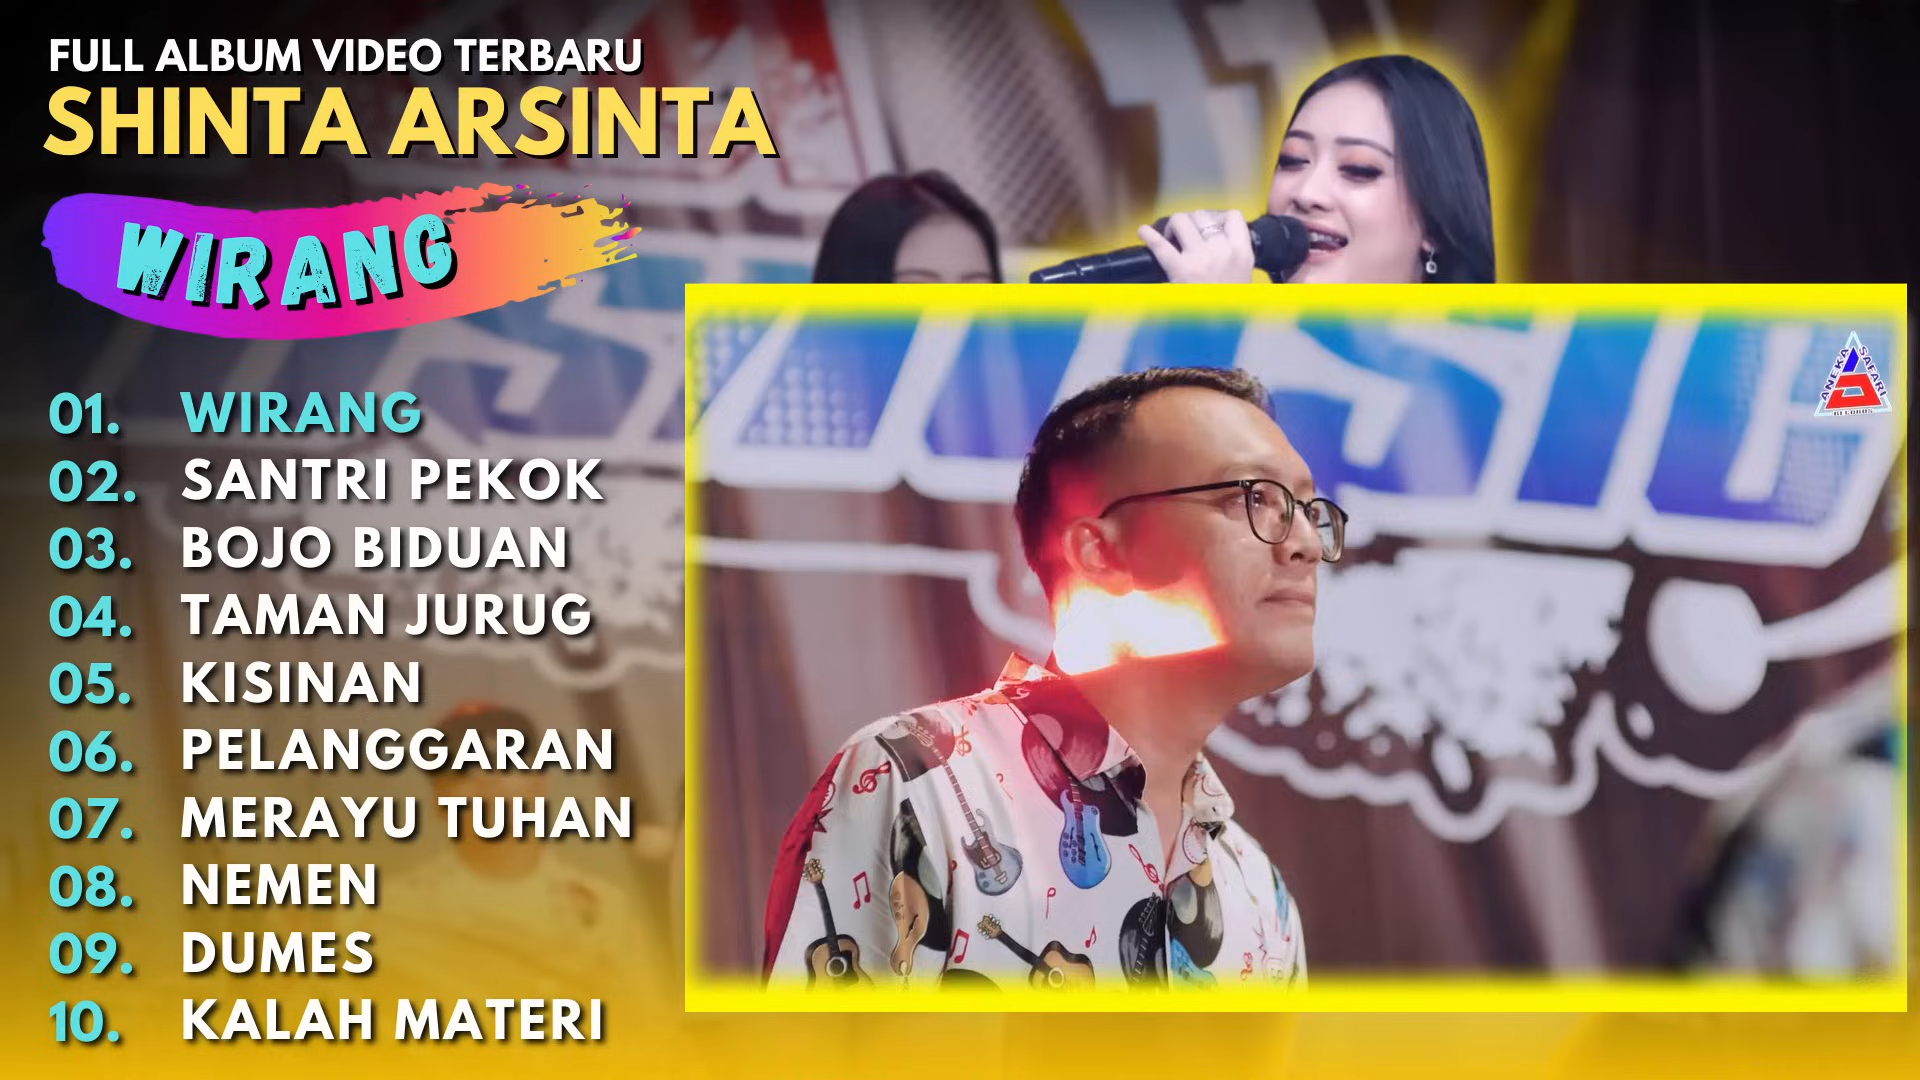 FULL ALBUM VIDEO TERBARU
SHINTA ARSINTA
WIRANG
01. WIRANG
02. SANTRI PEKOK
03. BOJO BIDUAN
04. TAMAN JURUG
05. KISINAN
06. PELANGGARAN
07. MERAYU TUHAN
08. NEMEN
09. DUMES
10. KALAH MATERI
ANEKA SAFARI
RECORDS